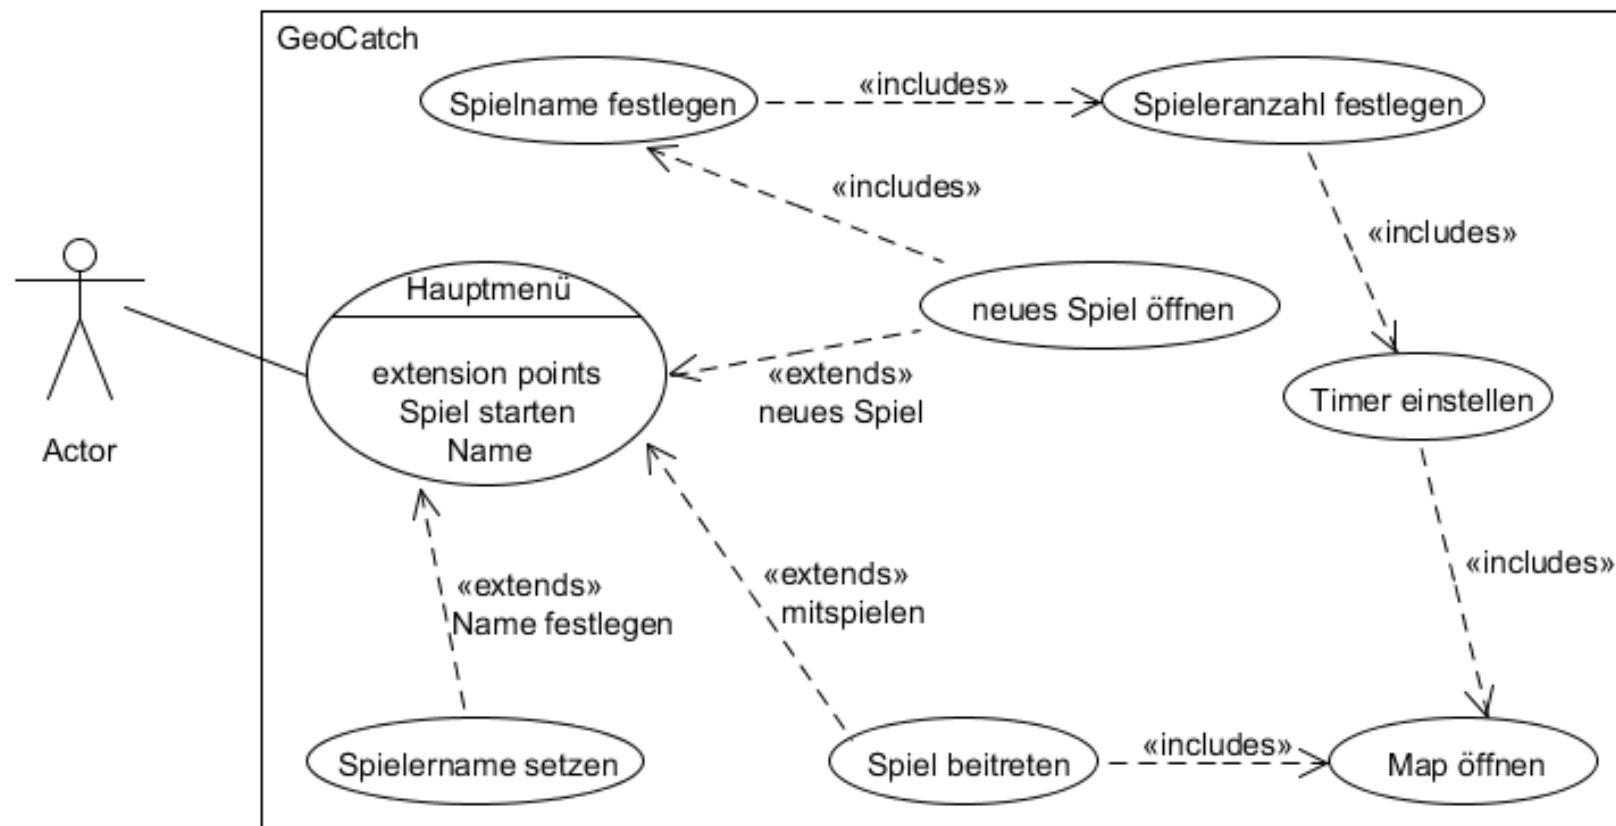 GeoCatch
Spielname festlegen
«includes»
Spieleranzahl festlegen
«includes»
«includes»
Hauptmenü
extension points
Spiel starten
Name
neues Spiel öffnen
«extends»
neues Spiel
Timer einstellen
Actor
«extends»
Name festlegen
«extends»
mitspielen
«includes»
Spielername setzen
Spiel beitreten
«includes»
Map öffnen